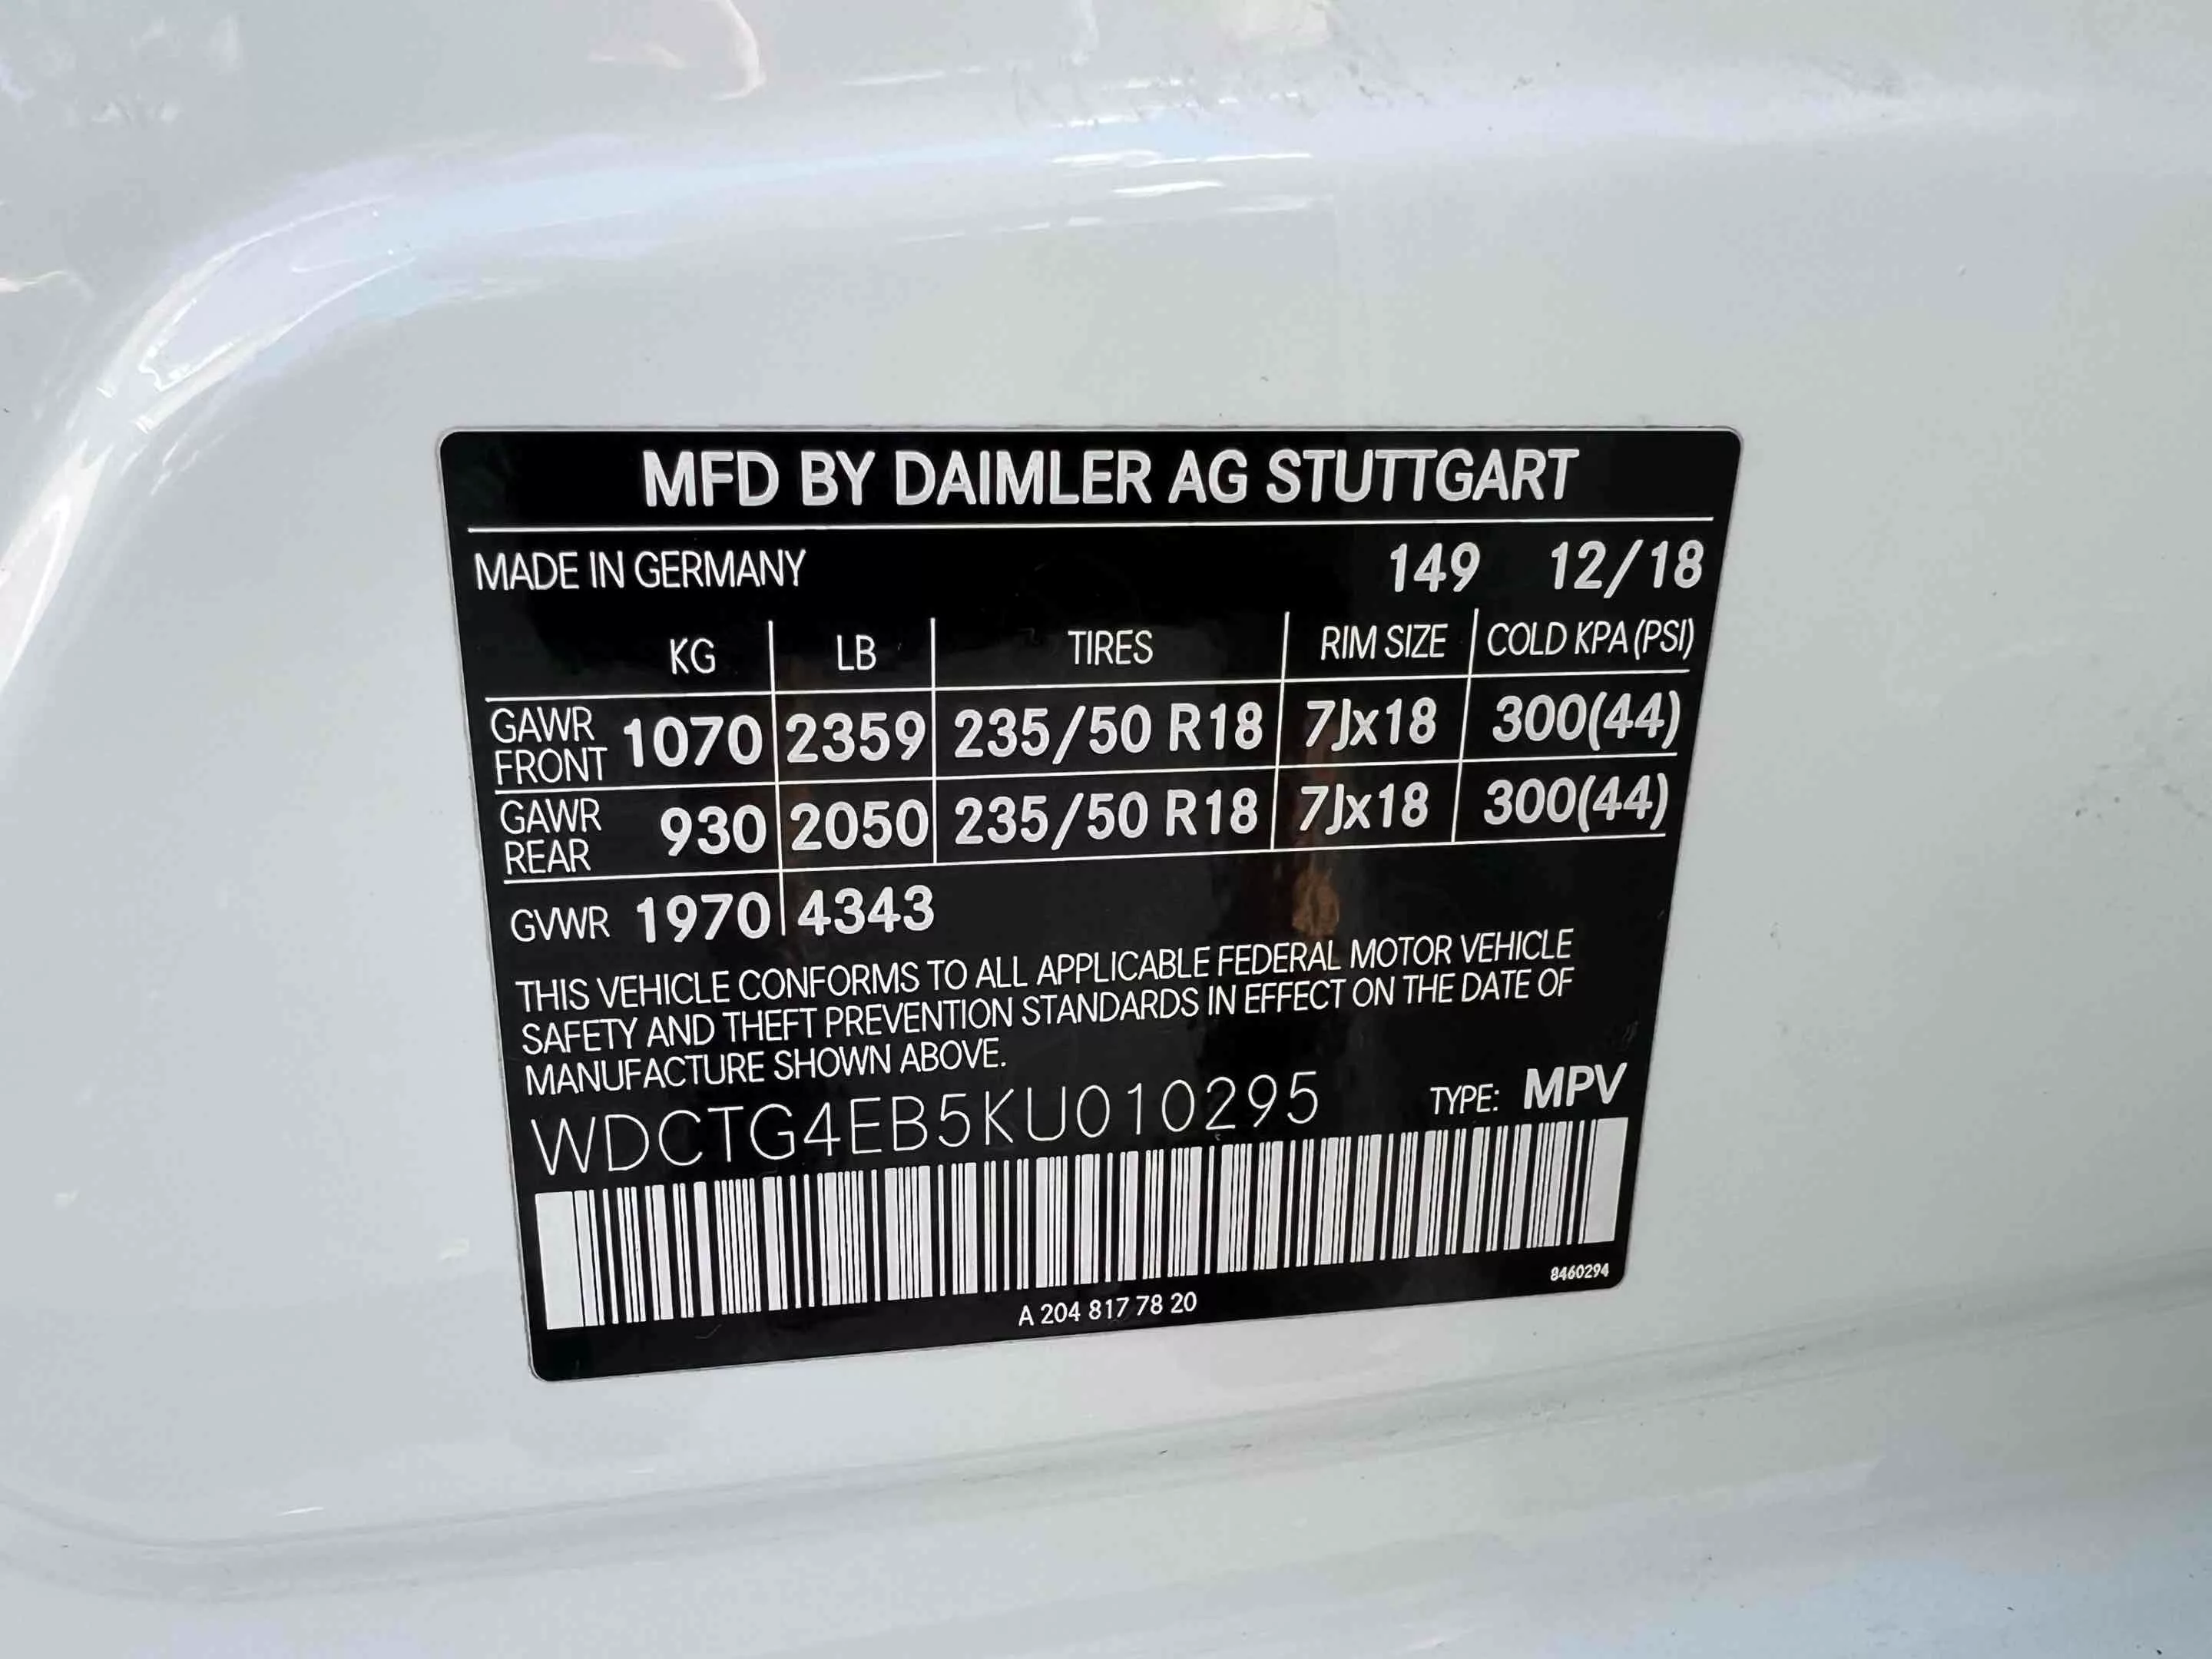 MFD BY DAIMLER AG STUTTGART
MADE IN GERMANY 149 12/18
KG LB TIRES RIM SIZE COLD KPA (PSI)
GAWR FRONT 1070 2359 235/50 R18 7Jx18 300(44)
GAWR REAR 930 2050 235/50 R18 7Jx18 300(44)
GVWR 1970 4343
THIS VEHICLE CONFORMS TO ALL APPLICABLE FEDERAL MOTOR VEHICLE
SAFETY AND THEFT PREVENTION STANDARDS IN EFFECT ON THE DATE OF
MANUFACTURE SHOWN ABOVE.
WDCTG4EB5KU010295 TYPE: MPV
8460294
A 204 817 78 20